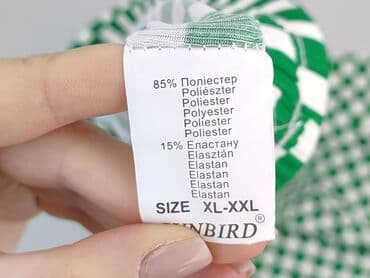 85% Поліестер
Poliészter
Poliester
Polyester
Poliester
Poliester
15% Еластану
Elasztán
Elastan
Elastan
Elastan
Elastan
SIZE XL-XXL
®